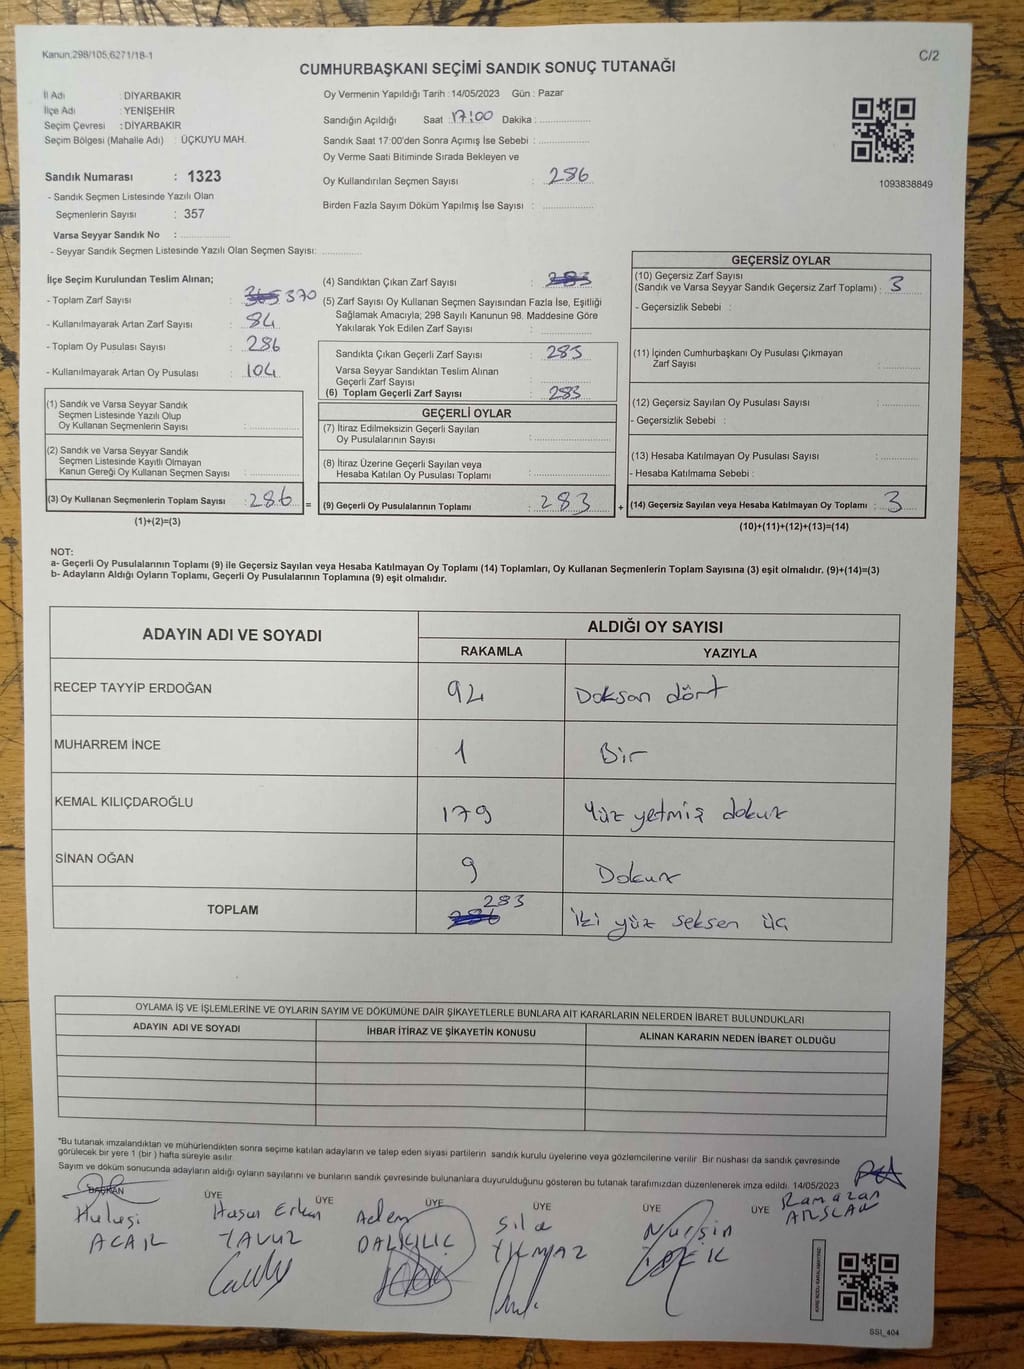 Kanun;298/105,6271/18-1
C/2
CUMHURBAŞKANI SEÇİMİ SANDIK SONUÇ TUTANAĞI
İl Adı : DİYARBAKIR
İlçe Adı : YENİŞEHİR
Seçim Çevresi : DİYARBAKIR
Seçim Bölgesi (Mahalle Adı) : ÜÇKUYU MAH.
Sandık Numarası : 1323
- Sandık Seçmen Listesinde Yazılı Olan
Seçmenlerin Sayısı : 357
Varsa Seyyar Sandık No :
- Seyyar Sandık Seçmen Listesinde Yazılı Olan Seçmen Sayısı:
Oy Vermenin Yapıldığı Tarih : 14/05/2023 Gün : Pazar
Sandığın Açıldığı Saat 17:00 Dakika :
Sandık Saat 17:00'den Sonra Açımış İse Sebebi :
Oy Verme Saati Bitiminde Sırada Bekleyen ve
Oy Kullandırılan Seçmen Sayısı : 286
Birden Fazla Sayım Döküm Yapılmış İse Sayısı :
1093838849
İlçe Seçim Kurulundan Teslim Alınan;
- Toplam Zarf Sayısı : 365 370
- Kullanılmayarak Artan Zarf Sayısı : 84
- Toplam Oy Pusulası Sayısı : 286
- Kullanılmayarak Artan Oy Pusulası : 104
(1) Sandık ve Varsa Seyyar Sandık
Seçmen Listesinde Yazılı Olup
Oy Kullanan Seçmenlerin Sayısı :
(2) Sandık ve Varsa Seyyar Sandık
Seçmen Listesinde Kayıtlı Olmayan
Kanun Gereği Oy Kullanan Seçmen Sayısı :
(3) Oy Kullanan Seçmenlerin Toplam Sayısı : 286 =
(1)+(2)=(3)
(4) Sandıktan Çıkan Zarf Sayısı : 283
(5) Zarf Sayısı Oy Kullanan Seçmen Sayısından Fazla İse, Eşitliği
Sağlamak Amacıyla; 298 Sayılı Kanunun 98. Maddesine Göre
Yakılarak Yok Edilen Zarf Sayısı :
Sandıkta Çıkan Geçerli Zarf Sayısı : 283
Varsa Seyyar Sandıktan Teslim Alınan
Geçerli Zarf Sayısı :
(6) Toplam Geçerli Zarf Sayısı : 283
GEÇERLİ OYLAR
(7) İtiraz Edilmeksizin Geçerli Sayılan
Oy Pusulalarının Sayısı :
(8) İtiraz Üzerine Geçerli Sayılan veya
Hesaba Katılan Oy Pusulası Toplamı :
(9) Geçerli Oy Pusulalarının Toplamı : 283 +
GEÇERSİZ OYLAR
(10) Geçersiz Zarf Sayısı
(Sandık ve Varsa Seyyar Sandık Geçersiz Zarf Toplamı) : 3
- Geçersizlik Sebebi :
(11) İçinden Cumhurbaşkanı Oy Pusulası Çıkmayan
Zarf Sayısı :
(12) Geçersiz Sayılan Oy Pusulası Sayısı :
- Geçersizlik Sebebi :
(13) Hesaba Katılmayan Oy Pusulası Sayısı :
- Hesaba Katılmama Sebebi :
(14) Geçersiz Sayılan veya Hesaba Katılmayan Oy Toplamı : 3
(10)+(11)+(12)+(13)=(14)
NOT:
a- Geçerli Oy Pusulalarının Toplamı (9) ile Geçersiz Sayılan veya Hesaba Katılmayan Oy Toplamı (14) Toplamları, Oy Kullanan Seçmenlerin Toplam Sayısına (3) eşit olmalıdır. (9)+(14)=(3)
b- Adayların Aldığı Oyların Toplamı, Geçerli Oy Pusulalarının Toplamına (9) eşit olmalıdır.
ADAYIN ADI VE SOYADI ALDIĞI OY SAYISI
RAKAMLA YAZIYLA
RECEP TAYYİP ERDOĞAN 94 Doksan dört
MUHARREM İNCE 1 Bir
KEMAL KILIÇDAROĞLU 179 Yüz yetmiş dokuz
SİNAN OĞAN 9 Dokuz
TOPLAM 286 283 iki yüz seksen üç
OYLAMA İŞ VE İŞLEMLERİNE VE OYLARIN SAYIM VE DÖKÜMÜNE DAİR ŞİKAYETLERLE BUNLARA AİT KARARLARIN NELERDEN İBARET BULUNDUKLARI
ADAYIN ADI VE SOYADI İHBAR İTİRAZ VE ŞİKAYETİN KONUSU ALINAN KARARIN NEDEN İBARET OLDUĞU
*Bu tutanak imzalandıktan ve mühürlendikten sonra seçime katılan adayların ve talep eden siyasi partilerin sandık kurulu üyelerine veya gözlemcilerine verilir. Bir nüshası da sandık çevresinde
görülecek bir yere 1 (bir) hafta süreyle asılır.
Sayım ve döküm sonucunda adayların aldığı oyların sayılarını ve bunların sandık çevresinde bulunanlara duyurulduğunu gösteren bu tutanak tarafımızdan düzenlenerek imza edildi. 14/05/2023
BAŞKAN ÜYE ÜYE ÜYE ÜYE ÜYE ÜYE
Hulusi Hasan Erkan Adem Sıla Nurşin Ramazan
ACAR YAVUZ DALKILIÇ YILMAZ İPEK ARSLAN
SSI_404